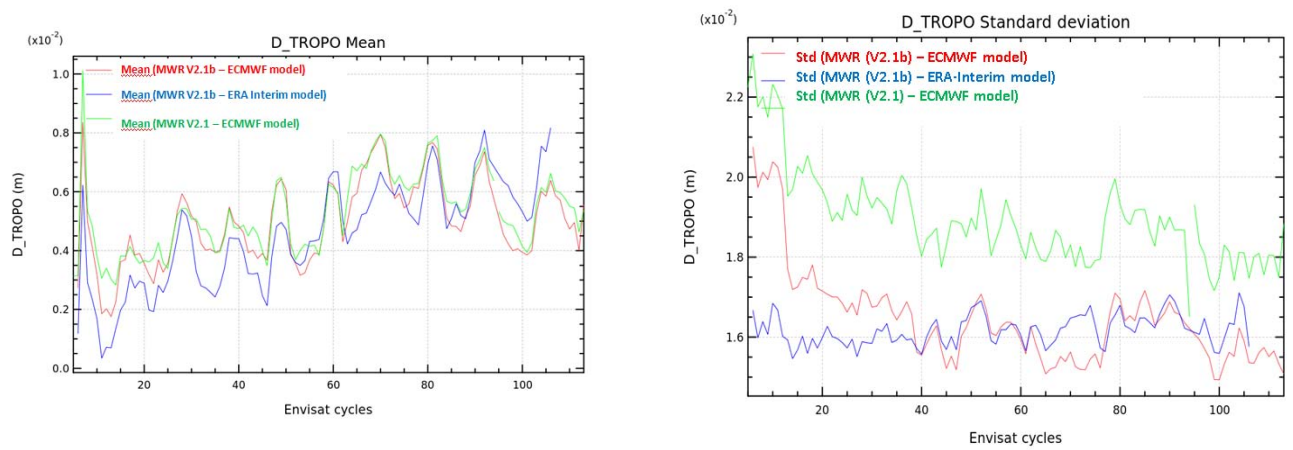 (x10⁻²)
D_TROPO Mean
Mean (MWR V2.1b – ECMWF model)
Mean (MWR V2.1b – ERA Interim model)
Mean (MWR V2.1 – ECMWF model)
1.0
0.8
0.6
0.4
0.2
0.0
D_TROPO (m)
20 40 60 80 100
Envisat cycles
(x10⁻²)
D_TROPO Standard deviation
Std (MWR (V2.1b) – ECMWF model)
Std (MWR (V2.1b) – ERA-Interim model)
Std (MWR (V2.1) – ECMWF model)
2.2
2.0
1.8
1.6
D_TROPO (m)
20 40 60 80 100
Envisat cycles